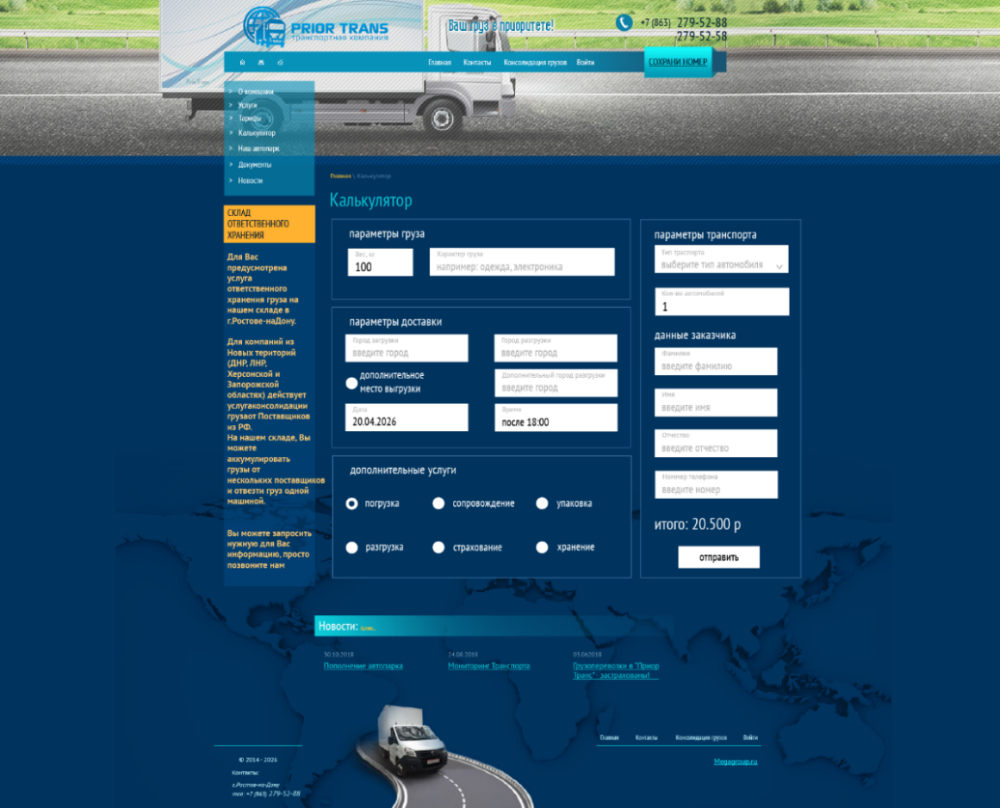 PRIOR TRANS
транспортная компания
Ваш груз в приоритете!
+7 (863) 279-52-88
279-52-58
Главная Контакты Консолидация грузов Войти
СОХРАНИ НОМЕР
> О компании
> Услуги
> Тарифы
> Калькулятор
> Наш автопарк
> Документы
> Новости
Главная \ Калькулятор
Калькулятор
СКЛАД
ОТВЕТСТВЕННОГО
ХРАНЕНИЯ
Для Вас
предусмотрена
услуга
ответственного
хранения груза на
нашем складе в
г.Ростове-наДону.
Для компаний из
Новых територий
(ДНР, ЛНР,
Херсонской и
Запорожской
областях) действует
услугаконсолидации
грузаот Поставщиков
из РФ.
На нашем складе, Вы
можете
аккумулировать
грузы от
нескольких поставщиков
и отвезти груз одной
машиной.
Вы можете запросить
нужную для Вас
информацию, просто
позвоните нам
параметры груза
Вес, кг
100
Характер груза
например: одежда, электроника
параметры доставки
Город загрузки
введите город
Город разгрузки
введите город
дополнительное
место выгрузки
Дополнительный город разгрузки
введите город
Дата
20.04.2026
Время
после 18:00
дополнительные услуги
погрузка сопровождение упаковка
разгрузка страхование хранение
параметры транспорта
Тип траспорта
выберите тип автомобиля
Кол-во автомобилей
1
данные заказчика
Фамилия
введите фамилию
Имя
введите имя
Отчество
введите отчество
Номмер телефона
введите номер
итого: 20.500 р
отправить
Новости:
30.10.2018
Пополнение автопарка
24.08.2018
Мониторинг Транспорта
03.062018
Грузоперевозки в "Приор
Транс" - застрахованы!
Главная Контакты Консолидация грузов Войти
Megagroup.ru
© 2014 - 2026
Контакты:
г.Ростов-на-Дону
тел: +7 (863) 279-52-88